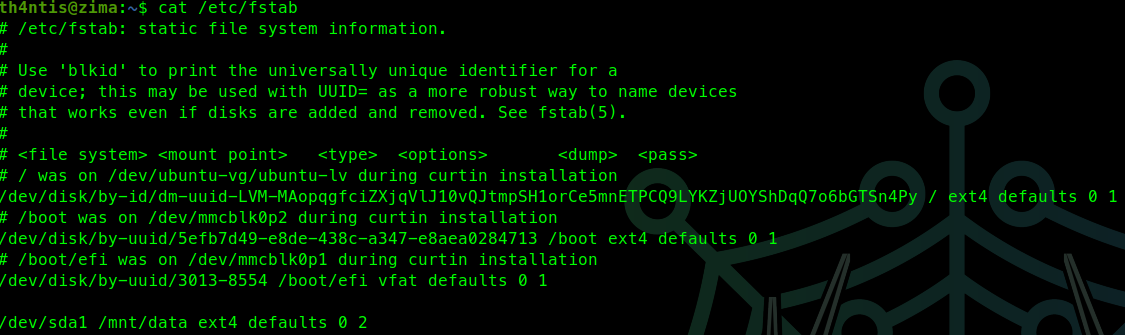 th4ntis@zima:~$ cat /etc/fstab
# /etc/fstab: static file system information.
#
# Use 'blkid' to print the universally unique identifier for a
# device; this may be used with UUID= as a more robust way to name devices
# that works even if disks are added and removed. See fstab(5).
#
# <file system> <mount point>   <type>  <options>       <dump>  <pass>
# / was on /dev/ubuntu-vg/ubuntu-lv during curtin installation
/dev/disk/by-id/dm-uuid-LVM-MAopqgfciZXjqVlJ10vQJtmpSH1orCe5mnETPCQ9LYKZjUOYShDqQ7o6bGTSn4Py / ext4 defaults 0 1
# /boot was on /dev/mmcblk0p2 during curtin installation
/dev/disk/by-uuid/5efb7d49-e8de-438c-a347-e8aea0284713 /boot ext4 defaults 0 1
# /boot/efi was on /dev/mmcblk0p1 during curtin installation
/dev/disk/by-uuid/3013-8554 /boot/efi vfat defaults 0 1
/dev/sda1 /mnt/data ext4 defaults 0 2